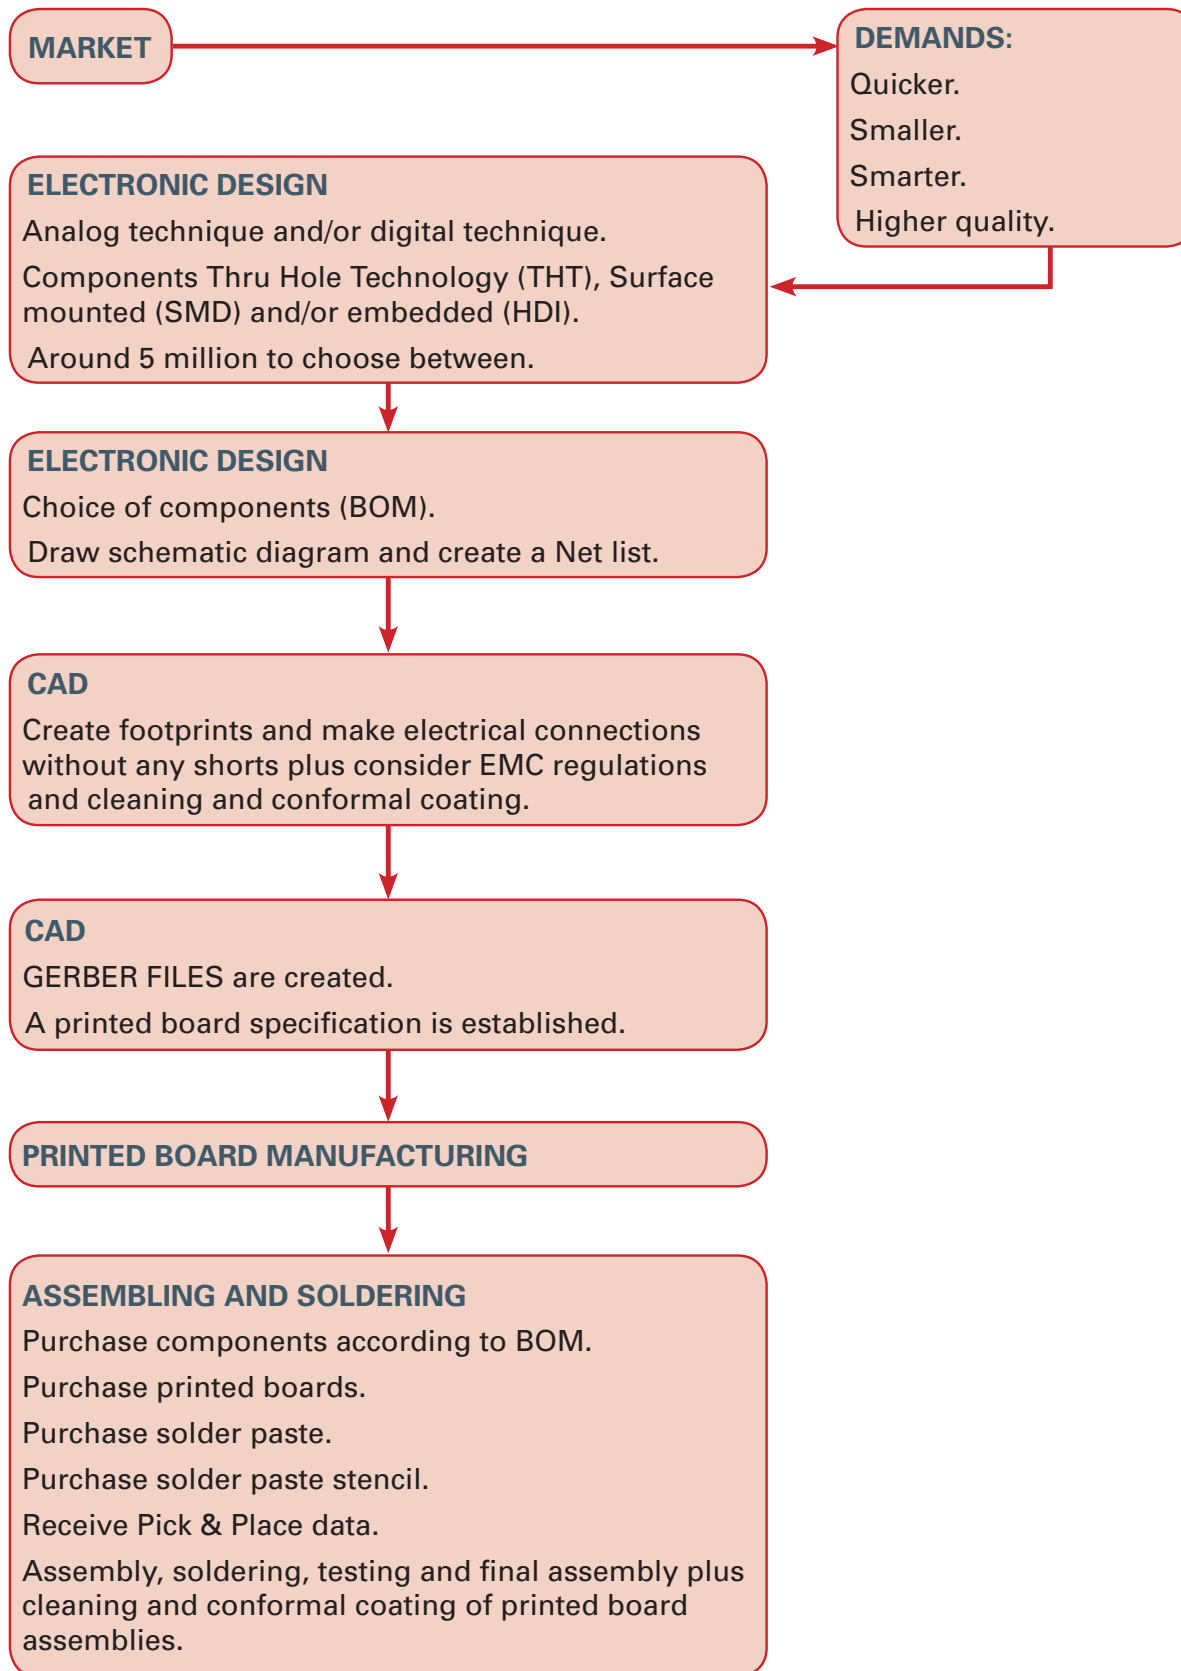 MARKET
DEMANDS:
Quicker.
Smaller.
Smarter.
Higher quality.
ELECTRONIC DESIGN
Analog technique and/or digital technique.
Components Thru Hole Technology (THT), Surface
mounted (SMD) and/or embedded (HDI).
Around 5 million to choose between.
ELECTRONIC DESIGN
Choice of components (BOM).
Draw schematic diagram and create a Net list.
CAD
Create footprints and make electrical connections
without any shorts plus consider EMC regulations
and cleaning and conformal coating.
CAD
GERBER FILES are created.
A printed board specification is established.
PRINTED BOARD MANUFACTURING
ASSEMBLING AND SOLDERING
Purchase components according to BOM.
Purchase printed boards.
Purchase solder paste.
Purchase solder paste stencil.
Receive Pick & Place data.
Assembly, soldering, testing and final assembly plus
cleaning and conformal coating of printed board
assemblies.